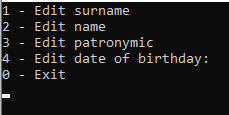 1 - Edit surname
2 - Edit name
3 - Edit patronymic
4 - Edit date of birthday:
0 - Exit